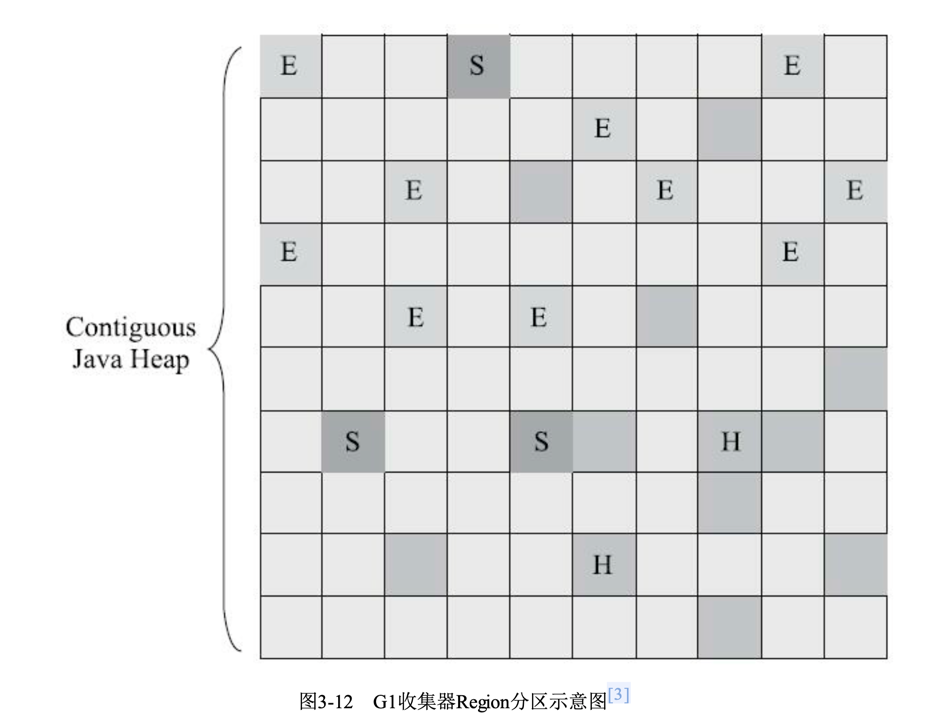 E S E
E
E E E
E E
Contiguous
Java Heap
E E
S S H
H
图3-12 G1收集器Region分区示意图[3]